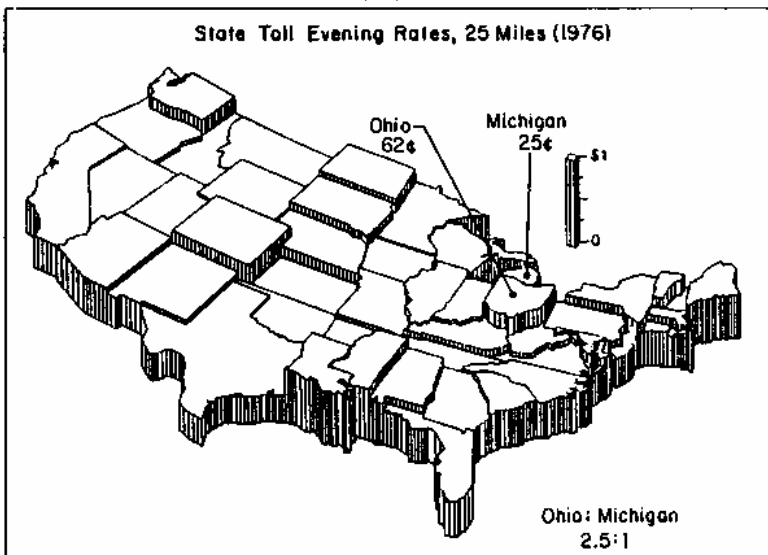 State Toll Evening Rates, 25 Miles (1976)
Ohio
62¢
Michigan
25¢
$1
0
Ohio: Michigan
2.5:1